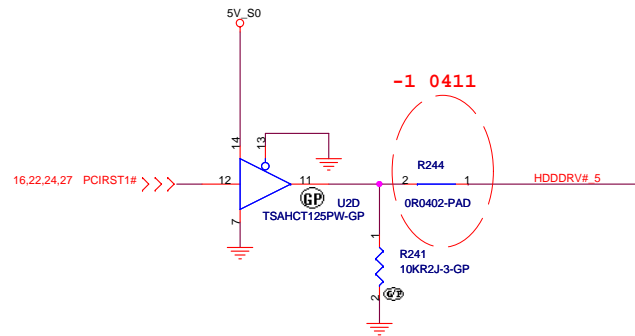 5V_S0
-1 0411
14
13
R244
16,22,24,27 PCIRST1#
12
11
2
1
HDDDRV#_5
GP
U2D
0R0402-PAD
TSAHCT125PW-GP
7
1
R241
10KR2J-3-GP
2
G/P